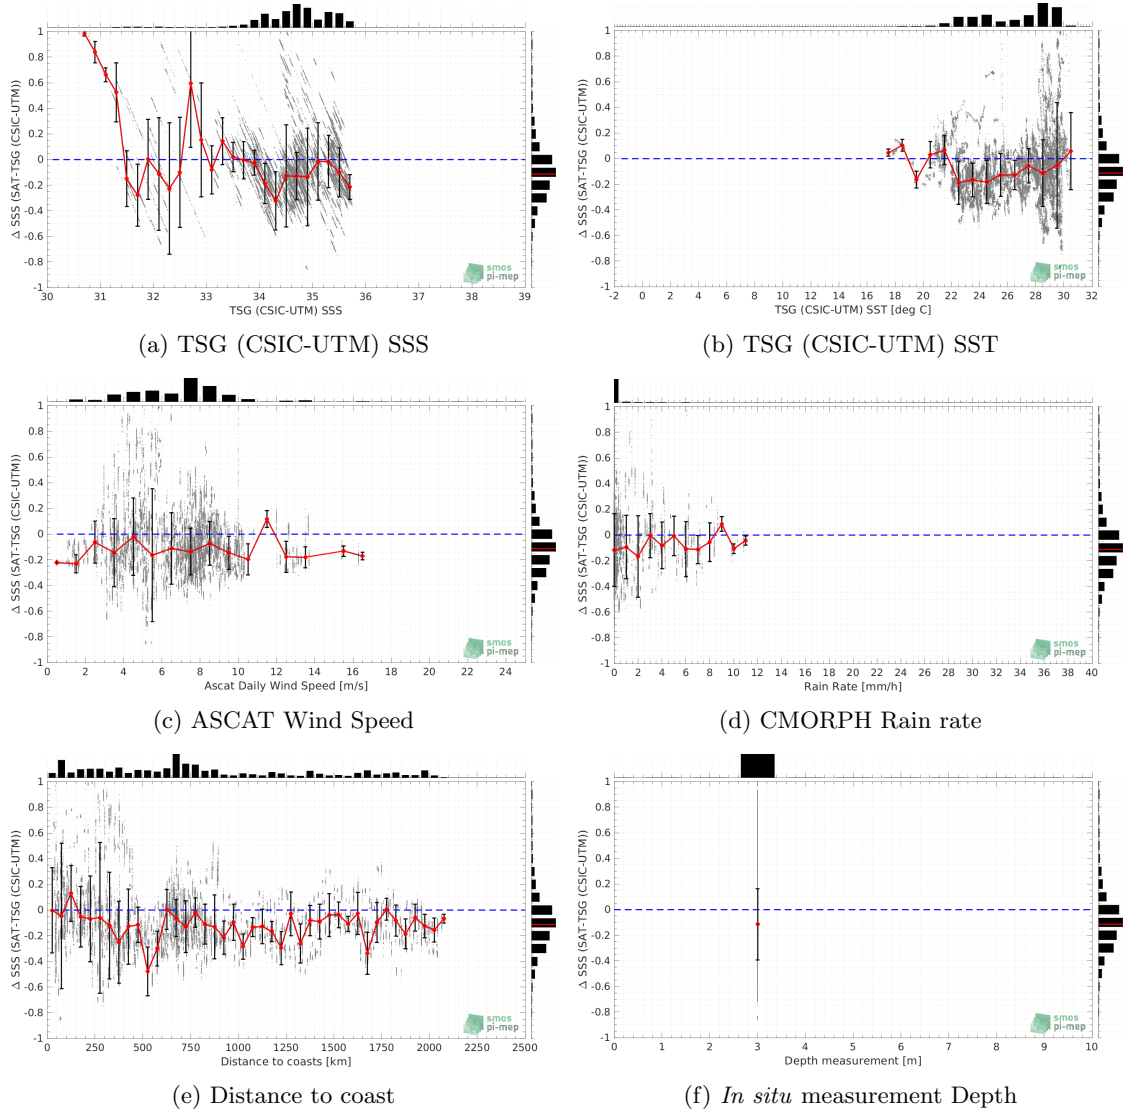 Δ SSS (SAT-TSG (CSIC-UTM))
1
0.8
0.6
0.4
0.2
0
-0.2
-0.4
-0.6
-0.8
-1
30 31 32 33 34 35 36 37 38 39
TSG (CSIC-UTM) SSS
smos
pi-mep
(a) TSG (CSIC-UTM) SSS
Δ SSS (SAT-TSG (CSIC-UTM))
1
0.8
0.6
0.4
0.2
0
-0.2
-0.4
-0.6
-0.8
-1
-2 0 2 4 6 8 10 12 14 16 18 20 22 24 26 28 30 32
TSG (CSIC-UTM) SST [deg C]
smos
pi-mep
(b) TSG (CSIC-UTM) SST
Δ SSS (SAT-TSG (CSIC-UTM))
1
0.8
0.6
0.4
0.2
0
-0.2
-0.4
-0.6
-0.8
-1
0 2 4 6 8 10 12 14 16 18 20 22 24
Ascat Daily Wind Speed [m/s]
smos
pi-mep
(c) ASCAT Wind Speed
Δ SSS (SAT-TSG (CSIC-UTM))
1
0.8
0.6
0.4
0.2
0
-0.2
-0.4
-0.6
-0.8
-1
0 2 4 6 8 10 12 14 16 18 20 22 24 26 28 30 32 34 36 38 40
Rain Rate [mm/h]
smos
pi-mep
(d) CMORPH Rain rate
Δ SSS (SAT-TSG (CSIC-UTM))
1
0.8
0.6
0.4
0.2
0
-0.2
-0.4
-0.6
-0.8
-1
0 250 500 750 1000 1250 1500 1750 2000 2250 2500
Distance to coasts [km]
smos
pi-mep
(e) Distance to coast
Δ SSS (SAT-TSG (CSIC-UTM))
1
0.8
0.6
0.4
0.2
0
-0.2
-0.4
-0.6
-0.8
-1
0 1 2 3 4 5 6 7 8 9 10
Depth measurement [m]
smos
pi-mep
(f) In situ measurement Depth